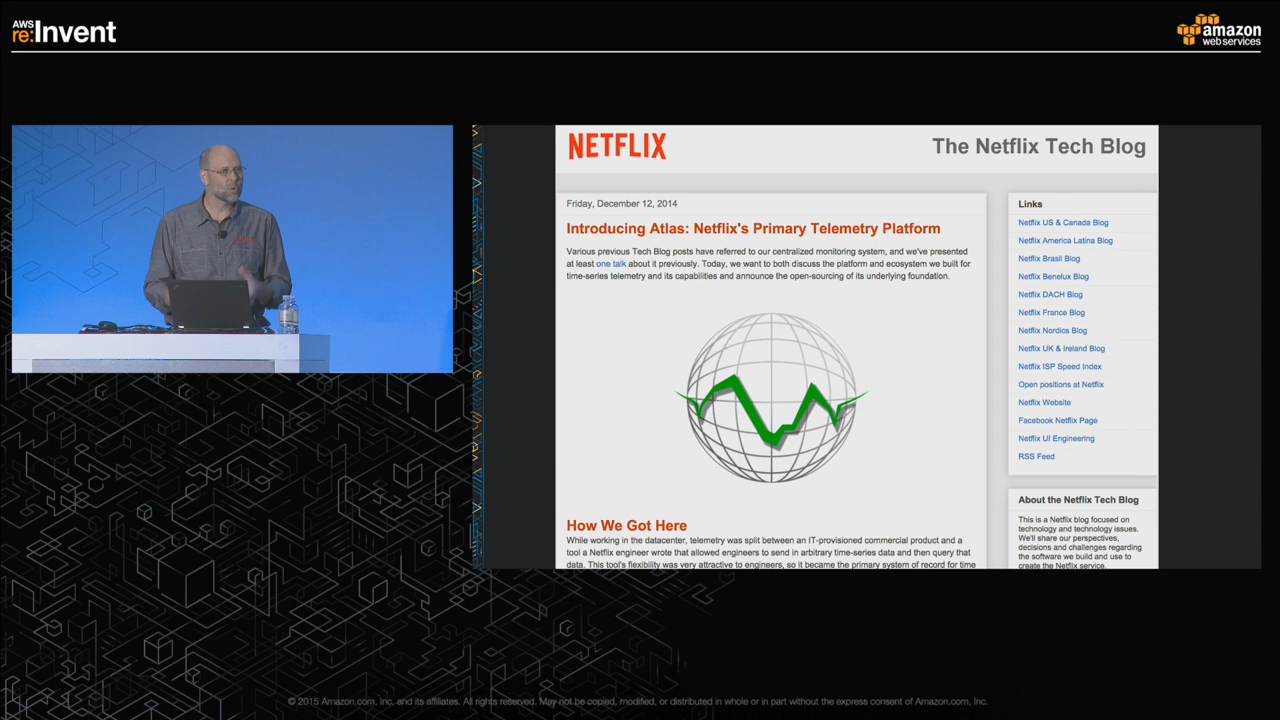 AWS
re:Invent
amazon
web services
NETFLIX
The Netflix Tech Blog
Friday, December 12, 2014
Introducing Atlas: Netflix's Primary Telemetry Platform
Various previous Tech Blog posts have referred to our centralized monitoring system, and we've presented
at least one talk about it previously. Today, we want to both discuss the platform and ecosystem we built for
time-series telemetry and its capabilities and announce the open-sourcing of its underlying foundation.
How We Got Here
While working in the datacenter, telemetry was split between an IT-provisioned commercial product and a
tool a Netflix engineer wrote that allowed engineers to send in arbitrary time-series data and then query that
data. This tool's flexibility was very attractive to engineers, so it became the primary system of record for time
Links
Netflix US & Canada Blog
Netflix America Latina Blog
Netflix Brasil Blog
Netflix Benelux Blog
Netflix DACH Blog
Netflix France Blog
Netflix Nordics Blog
Netflix UK & Ireland Blog
Netflix ISP Speed Index
Open positions at Netflix
Netflix Website
Facebook Netflix Page
Netflix UI Engineering
RSS Feed
About the Netflix Tech Blog
This is a Netflix blog focused on
technology and technology issues.
We'll share our perspectives,
decisions and challenges regarding
the software we build and use to
create the Netflix service.
© 2015 Amazon.com, Inc. and its affiliates. All rights reserved. May not be copied, modified, or distributed in whole or in part without the express consent of Amazon.com, Inc.